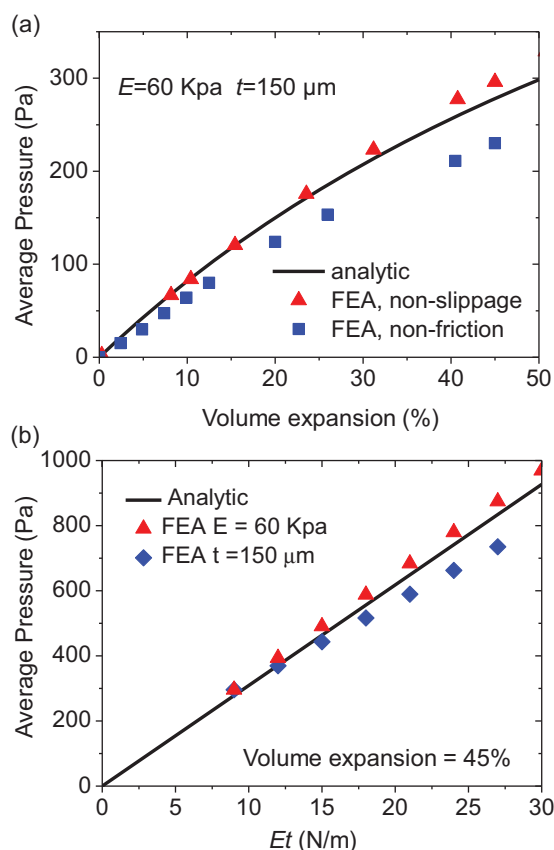 (a)
300
200
100
0
Average Pressure (Pa)
E=60 Kpa t=150 μm
analytic
FEA, non-slippage
FEA, non-friction
0 10 20 30 40 50
Volume expansion (%)
(b)
1000
800
600
400
200
0
Average Pressure (Pa)
Analytic
FEA E = 60 Kpa
FEA t =150 μm
Volume expansion = 45%
0 5 10 15 20 25 30
Et (N/m)